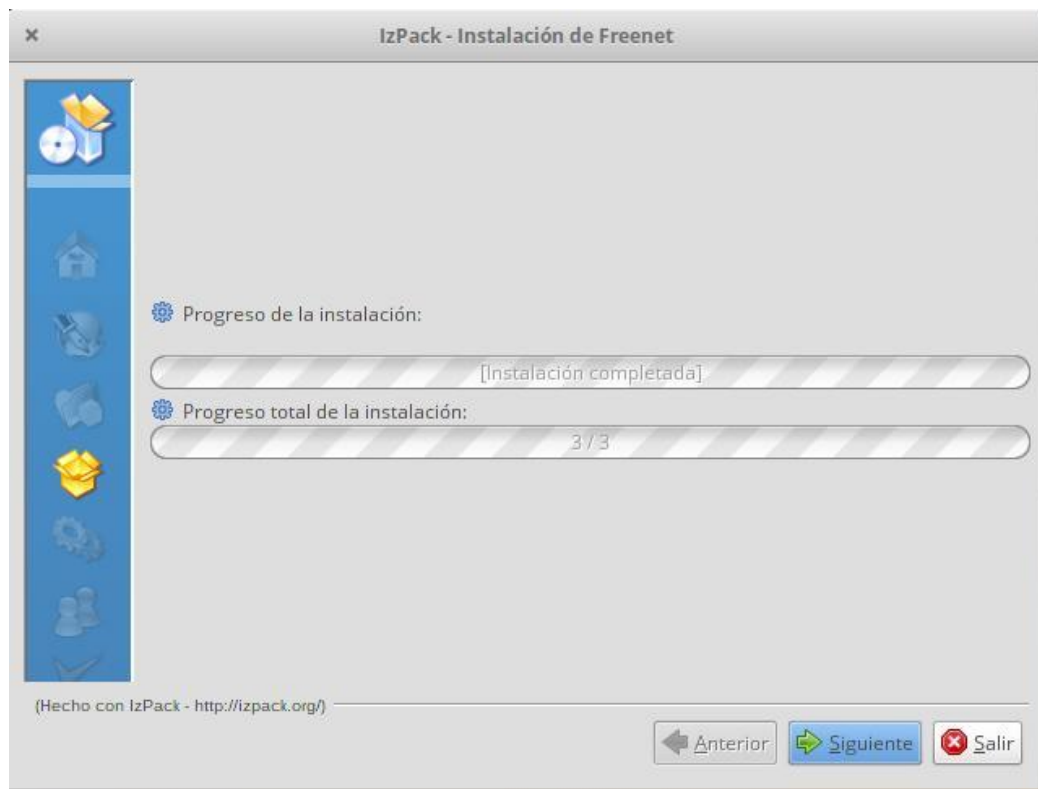 IzPack - Instalación de Freenet
Progreso de la instalación:
[Instalación completada]
Progreso total de la instalación:
3 / 3
(Hecho con IzPack - http://izpack.org/)
Anterior
Siguiente
Salir